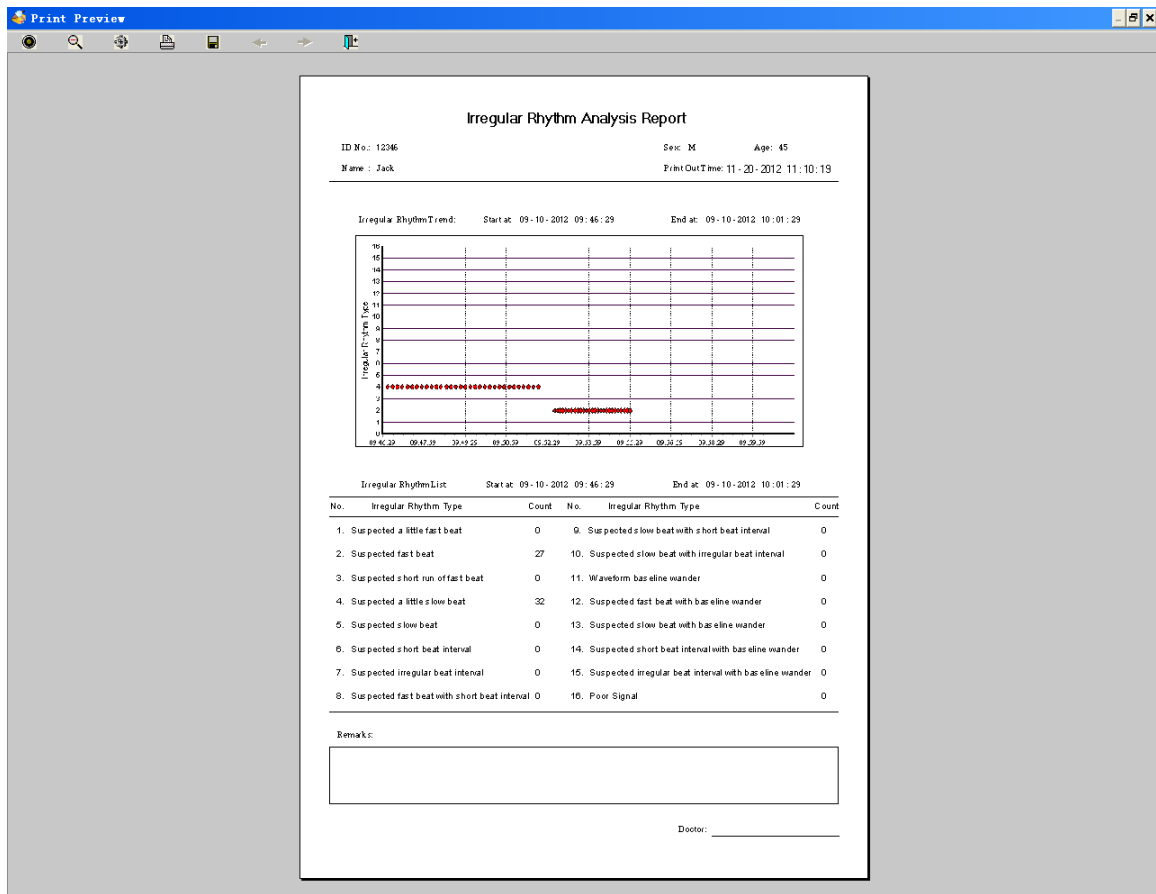 Print Preview
Irregular Rhythm Analysis Report
ID No.: 12346 Sex: M Age: 45
Name : Jack Print Out Time: 11-20-2012 11:10:19
Irregular Rhythm Trend: Start at 09-10-2012 09:46:29 End at: 09-10-2012 10:01:29
Irregular Rhythm Type
16
15
14
13
12
11
10
9
8
7
6
5
4
3
2
1
0
Irregular Rhythm List Start at 09-10-2012 09:46:29 End at 09-10-2012 10:01:29
No. Irregular Rhythm Type Count No. Irregular Rhythm Type Count
1. Suspected a little fast beat 0 9. Suspected slow beat with short beat interval 0
2. Suspected fast beat 27 10. Suspected slow beat with irregular beat interval 0
3. Suspected short run of fast beat 0 11. Waveform baseline wander 0
4. Suspected a little slow beat 32 12. Suspected fast beat with baseline wander 0
5. Suspected slow beat 0 13. Suspected slow beat with baseline wander 0
6. Suspected short beat interval 0 14. Suspected short beat interval with baseline wander 0
7. Suspected irregular beat interval 0 15. Suspected irregular beat interval with baseline wander 0
8. Suspected fast beat with short beat interval 0 16. Poor Signal 0
Remarks:
Doctor: